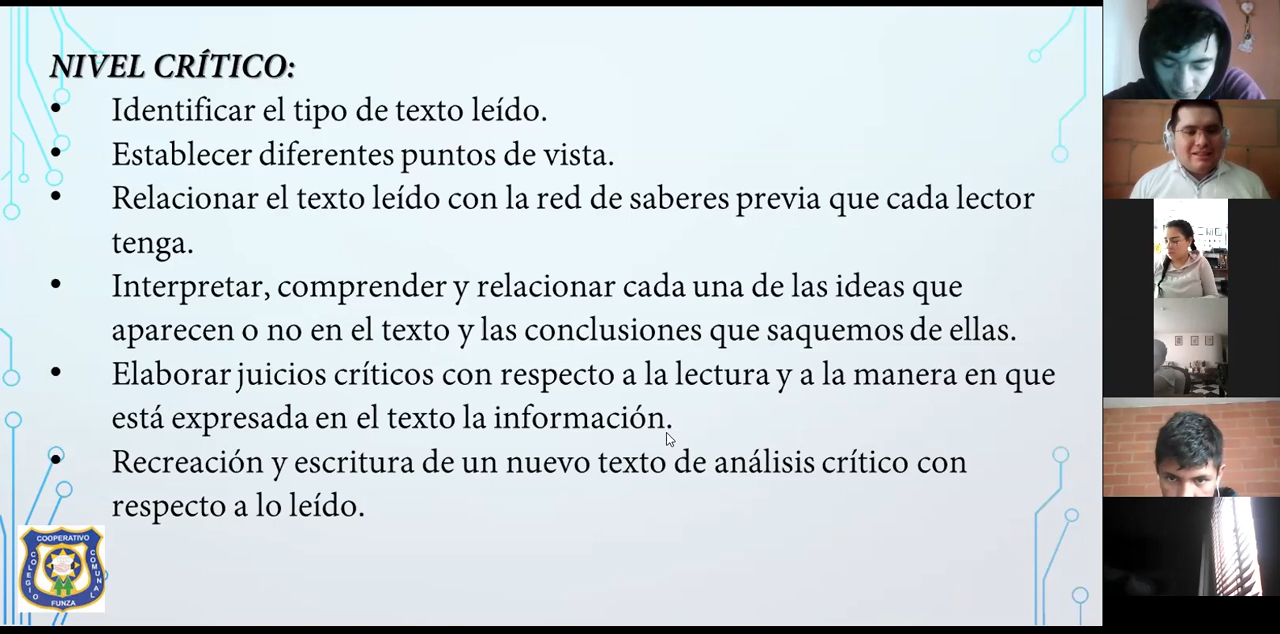 NIVEL CRÍTICO:
• Identificar el tipo de texto leído.
• Establecer diferentes puntos de vista.
• Relacionar el texto leído con la red de saberes previa que cada lector
tenga.
• Interpretar, comprender y relacionar cada una de las ideas que
aparecen o no en el texto y las conclusiones que saquemos de ellas.
• Elaborar juicios críticos con respecto a la lectura y a la manera en que
está expresada en el texto la información.
• Recreación y escritura de un nuevo texto de análisis crítico con
respecto a lo leído.
COOPERATIVO
COLEGIO
COMUNAL
FUNZA